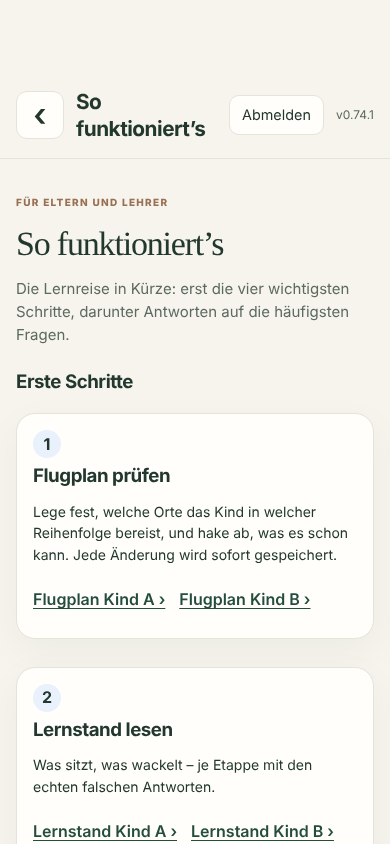 ‹
So
funktioniert’s
Abmelden
v0.74.1
FÜR ELTERN UND LEHRER
So funktioniert’s
Die Lernreise in Kürze: erst die vier wichtigsten
Schritte, darunter Antworten auf die häufigsten
Fragen.
Erste Schritte
1
Flugplan prüfen
Lege fest, welche Orte das Kind in welcher
Reihenfolge bereist, und hake ab, was es schon
kann. Jede Änderung wird sofort gespeichert.
Flugplan Kind A › Flugplan Kind B ›
2
Lernstand lesen
Was sitzt, was wackelt – je Etappe mit den
echten falschen Antworten.
Lernstand Kind A › Lernstand Kind B ›